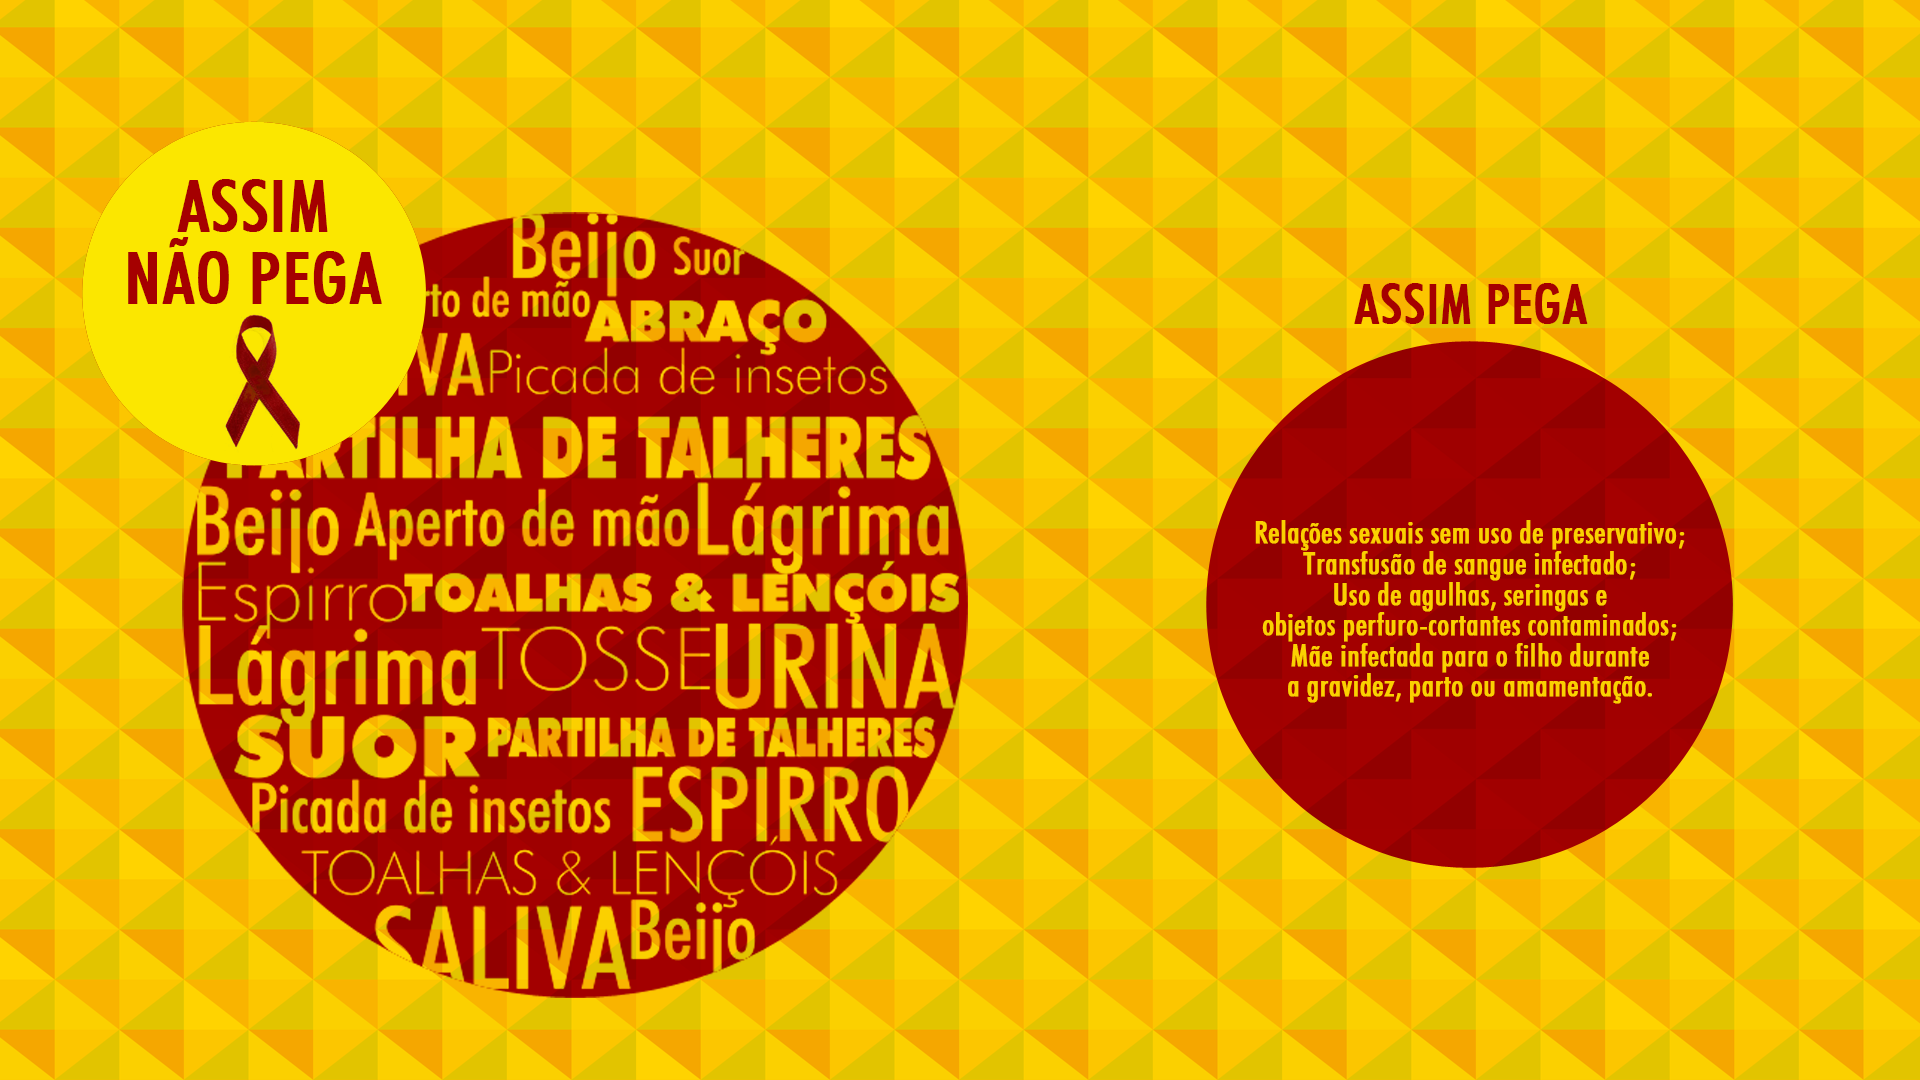 ASSIM
NÃO PEGA
Beijo Suor
de mão ABRAÇO
Picada de insetos
PARTILHA DE TALHERES
Beijo Aperto de mão Lágrima
Espirro TOALHAS & LENÇÓIS
Lágrima TOSSE URINA
SUOR PARTILHA DE TALHERES
Picada de insetos ESPIRRO
TOALHAS & LENÇÓIS
SALIVA Beijo
ASSIM PEGA
Relações sexuais sem uso de preservativo;
Transfusão de sangue infectado;
Uso de agulhas, seringas e
objetos perfuro-cortantes contaminados;
Mãe infectada para o filho durante
a gravidez, parto ou amamentação.